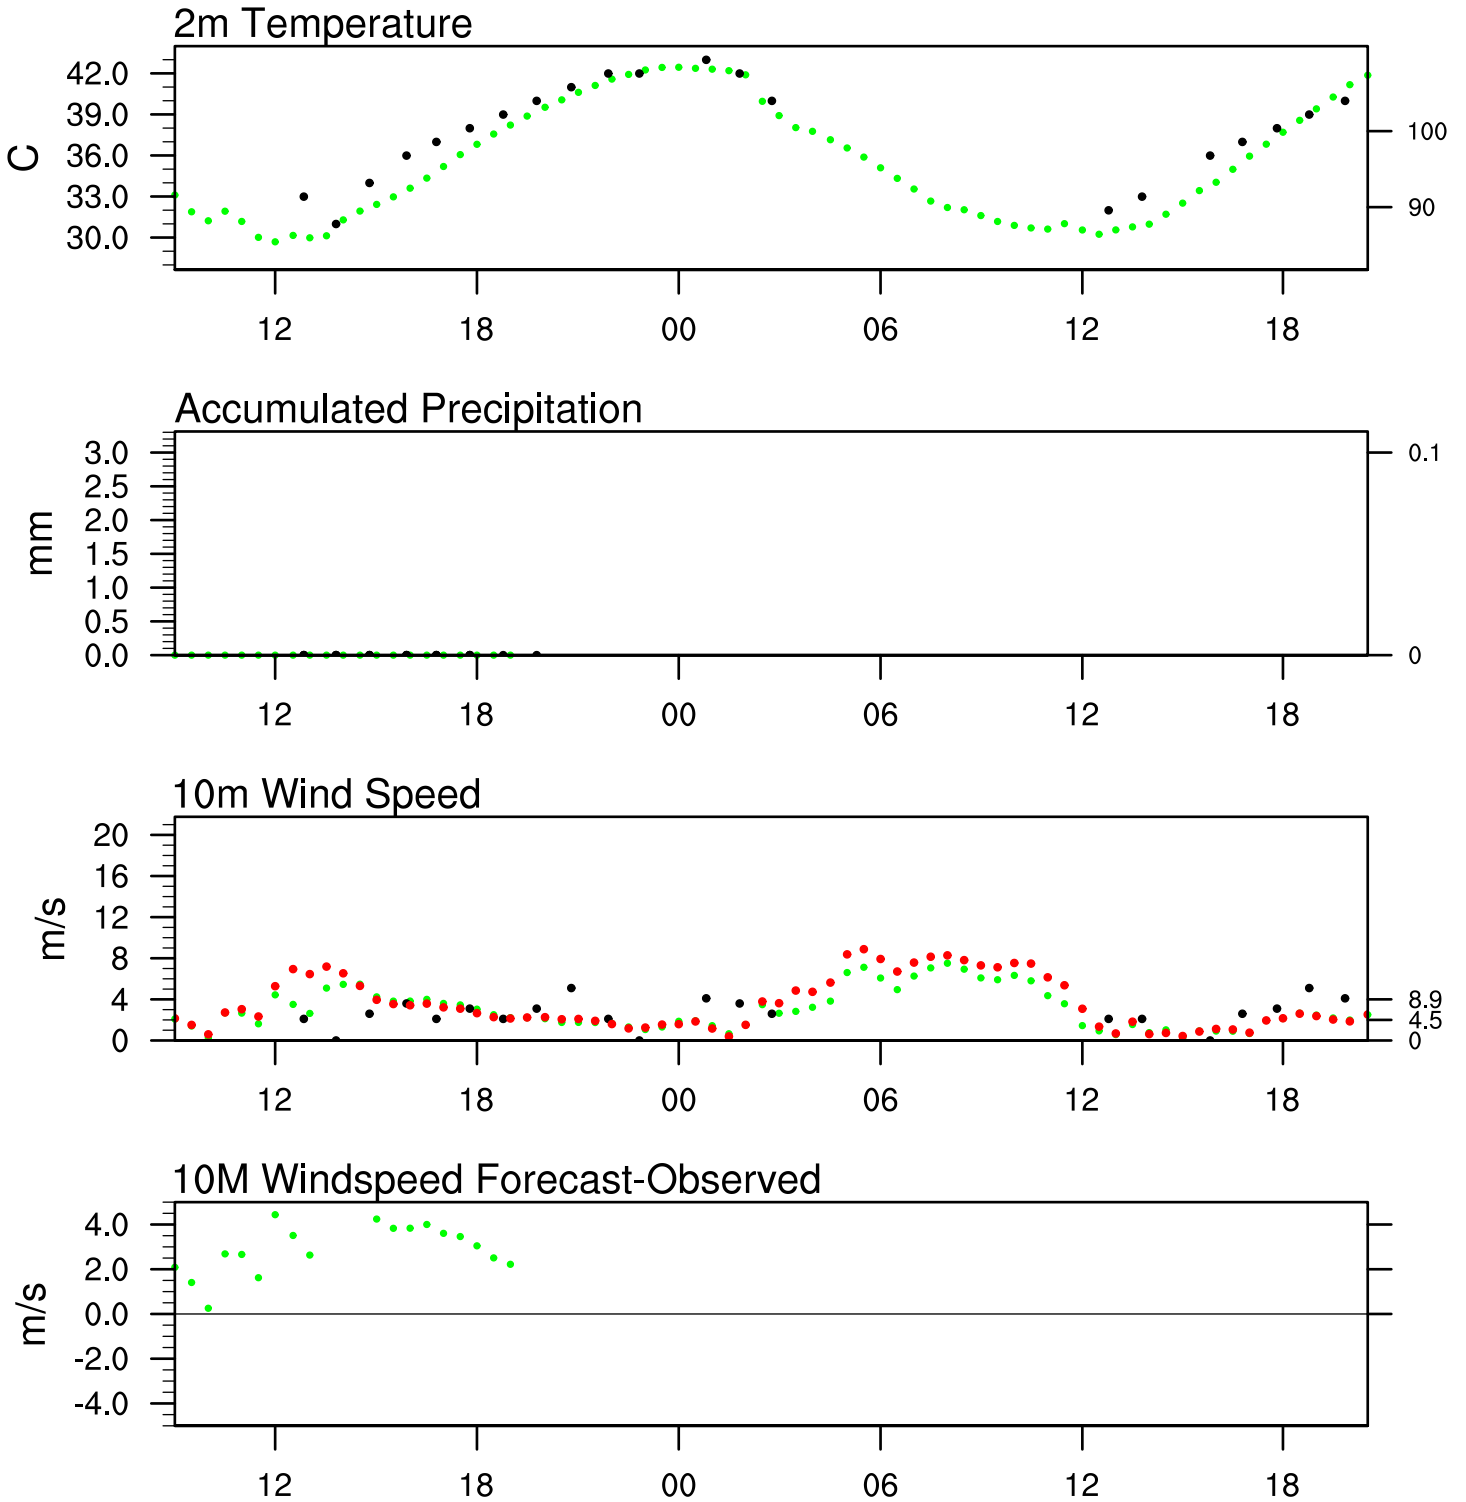 2m Temperature
42.0
39.0
36.0
33.0
30.0
C
100
90
12 18 00 06 12 18
Accumulated Precipitation
3.0
2.5
2.0
1.5
1.0
0.5
0.0
mm
0.1
0
12 18 00 06 12 18
10m Wind Speed
20
16
12
8
4
0
m/s
8.9
4.5
0
12 18 00 06 12 18
10M Windspeed Forecast-Observed
4.0
2.0
0.0
-2.0
-4.0
m/s
12 18 00 06 12 18